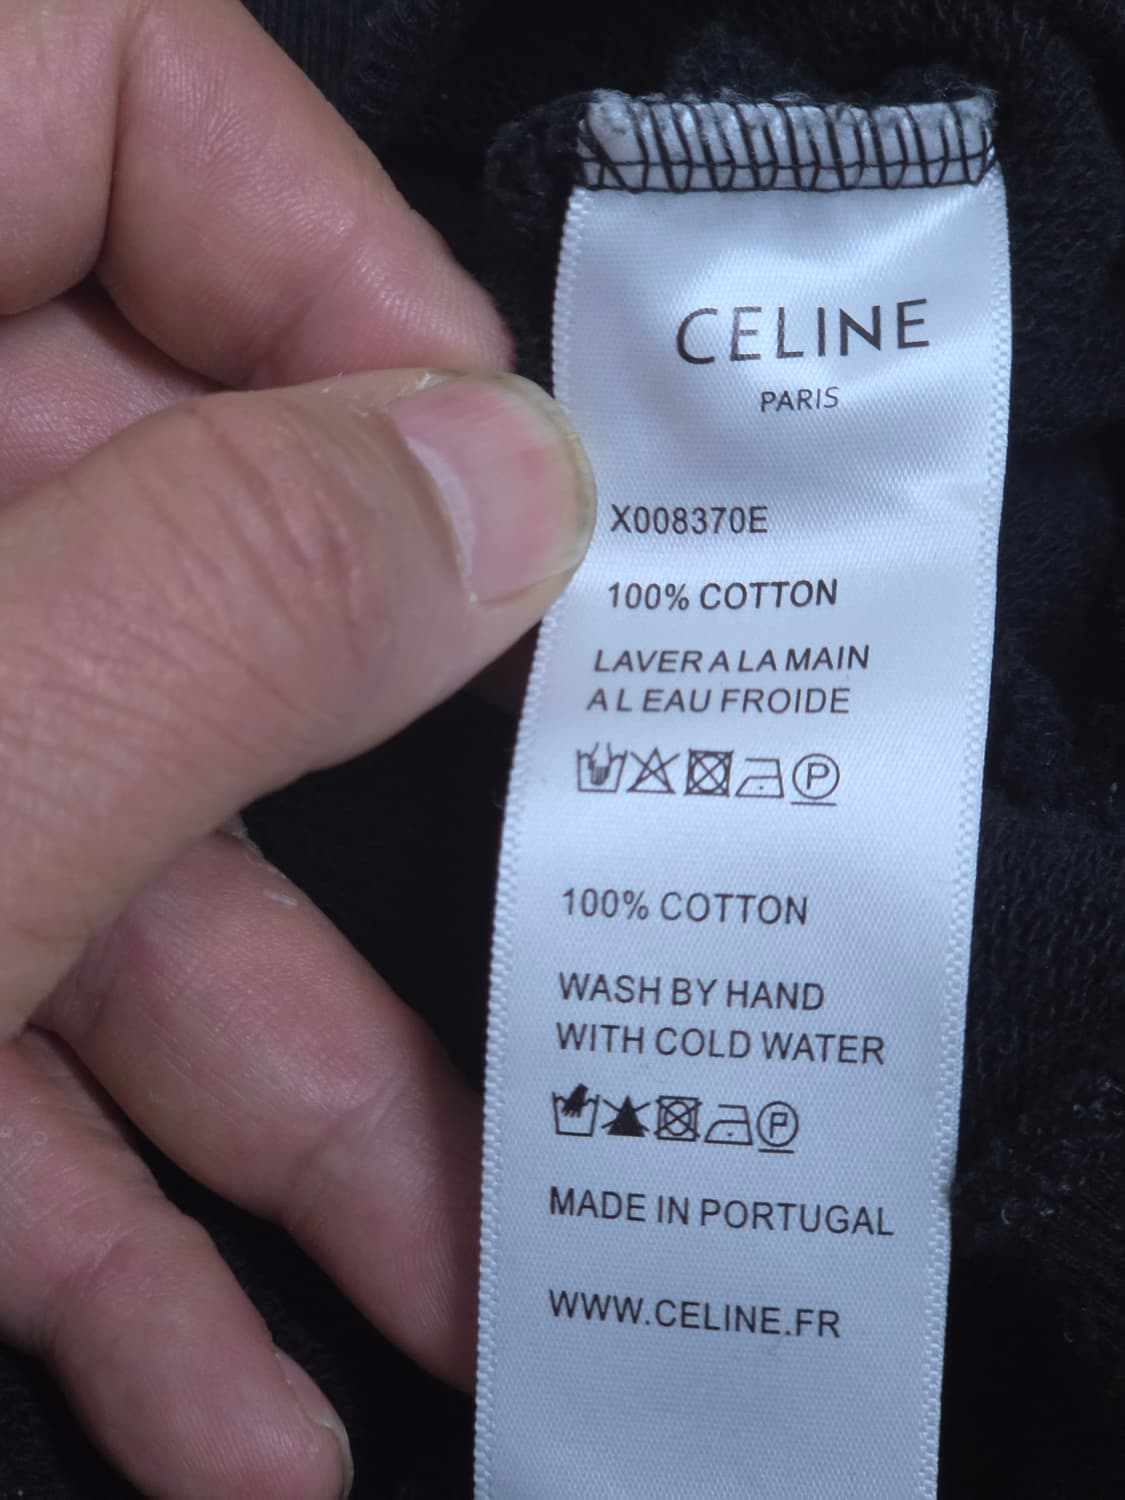 CELINE
PARIS
X008370E
100% COTTON
LAVER A LA MAIN
A L EAU FROIDE
P
100% COTTON
WASH BY HAND
WITH COLD WATER
P
MADE IN PORTUGAL
WWW.CELINE.FR